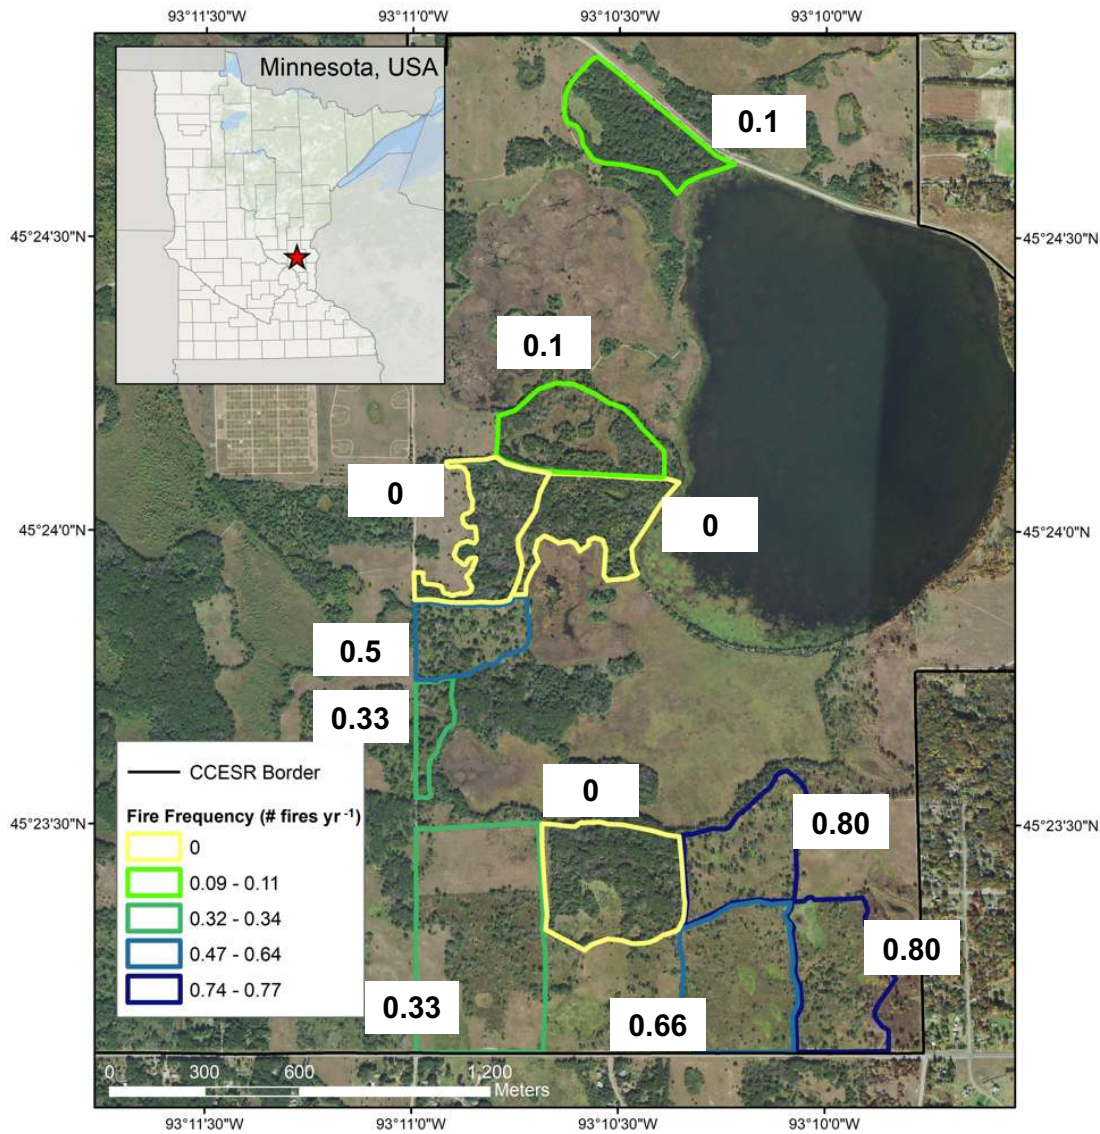 93°11'30"W 93°11'0"W 93°10'30"W 93°10'0"W
Minnesota, USA
0.1
45°24'30"N 45°24'30"N
0.1
0
0
45°24'0"N 45°24'0"N
0.5
0.33
CCESR Border
Fire Frequency (# fires yr -1)
0
0.09 - 0.11
0.32 - 0.34
0.47 - 0.64
0.74 - 0.77
0
0.80
45°23'30"N 45°23'30"N
0.80
0.33
0.66
0 300 600 1,200
Meters
93°11'30"W 93°11'0"W 93°10'30"W 93°10'0"W